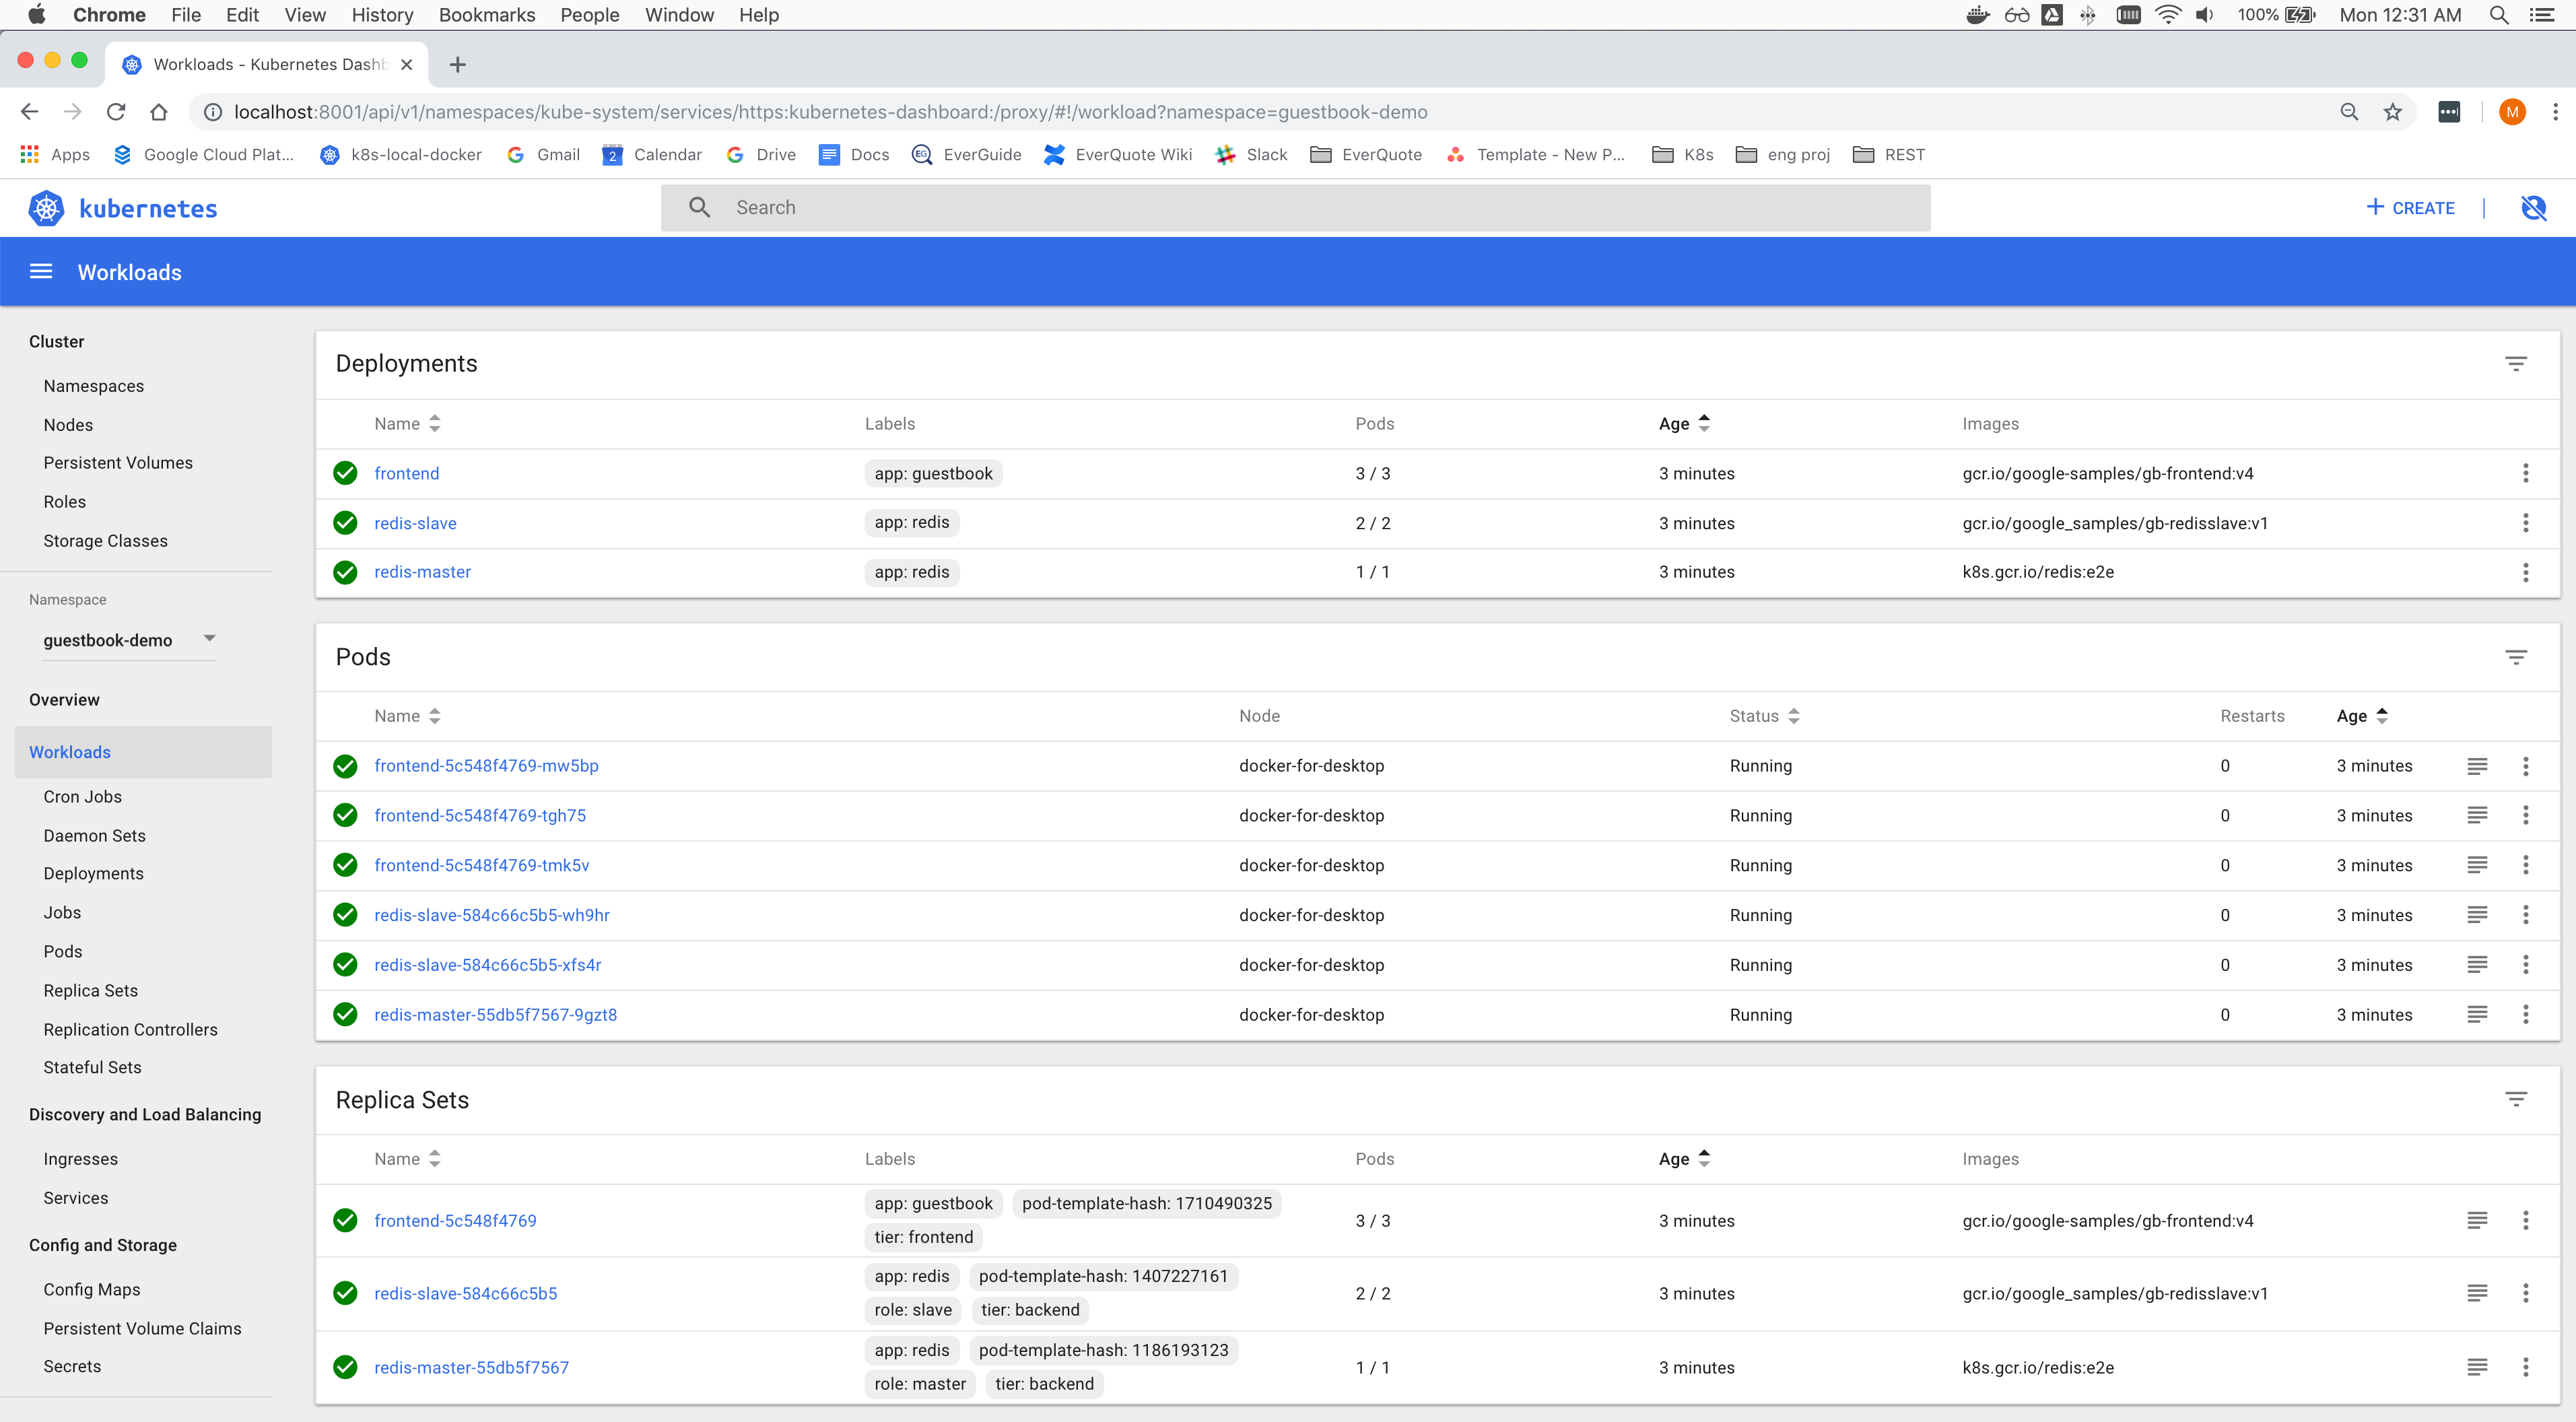 Chrome File Edit View History Bookmarks People Window Help 100% Mon 12:31 AM
Workloads - Kubernetes Dashb
localhost:8001/api/v1/namespaces/kube-system/services/https:kubernetes-dashboard:/proxy/#!/workload?namespace=guestbook-demo M
Apps Google Cloud Plat... k8s-local-docker Gmail 2 Calendar Drive Docs EQ EverGuide EverQuote Wiki Slack EverQuote Template - New P... K8s eng proj REST
kubernetes Search + CREATE |
Workloads
Cluster
Namespaces
Nodes
Persistent Volumes
Roles
Storage Classes
Namespace
guestbook-demo
Overview
Workloads
Cron Jobs
Daemon Sets
Deployments
Jobs
Pods
Replica Sets
Replication Controllers
Stateful Sets
Discovery and Load Balancing
Ingresses
Services
Config and Storage
Config Maps
Persistent Volume Claims
Secrets
Deployments
Name Labels Pods Age Images
frontend app: guestbook 3 / 3 3 minutes gcr.io/google-samples/gb-frontend:v4
redis-slave app: redis 2 / 2 3 minutes gcr.io/google_samples/gb-redisslave:v1
redis-master app: redis 1 / 1 3 minutes k8s.gcr.io/redis:e2e
Pods
Name Node Status Restarts Age
frontend-5c548f4769-mw5bp docker-for-desktop Running 0 3 minutes
frontend-5c548f4769-tgh75 docker-for-desktop Running 0 3 minutes
frontend-5c548f4769-tmk5v docker-for-desktop Running 0 3 minutes
redis-slave-584c66c5b5-wh9hr docker-for-desktop Running 0 3 minutes
redis-slave-584c66c5b5-xfs4r docker-for-desktop Running 0 3 minutes
redis-master-55db5f7567-9gzt8 docker-for-desktop Running 0 3 minutes
Replica Sets
Name Labels Pods Age Images
frontend-5c548f4769 app: guestbook pod-template-hash: 1710490325 3 / 3 3 minutes gcr.io/google-samples/gb-frontend:v4
tier: frontend
redis-slave-584c66c5b5 app: redis pod-template-hash: 1407227161 2 / 2 3 minutes gcr.io/google_samples/gb-redisslave:v1
role: slave tier: backend
redis-master-55db5f7567 app: redis pod-template-hash: 1186193123 1 / 1 3 minutes k8s.gcr.io/redis:e2e
role: master tier: backend